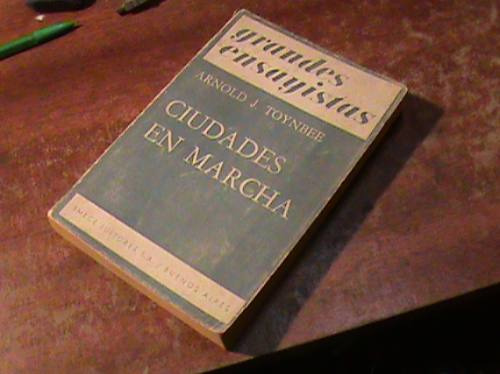 grandes
ensayistas
ARNOLD J. TOYNBEE
CIUDADES
EN MARCHA
EMECÉ EDITORES S.A. / BUENOS AIRES